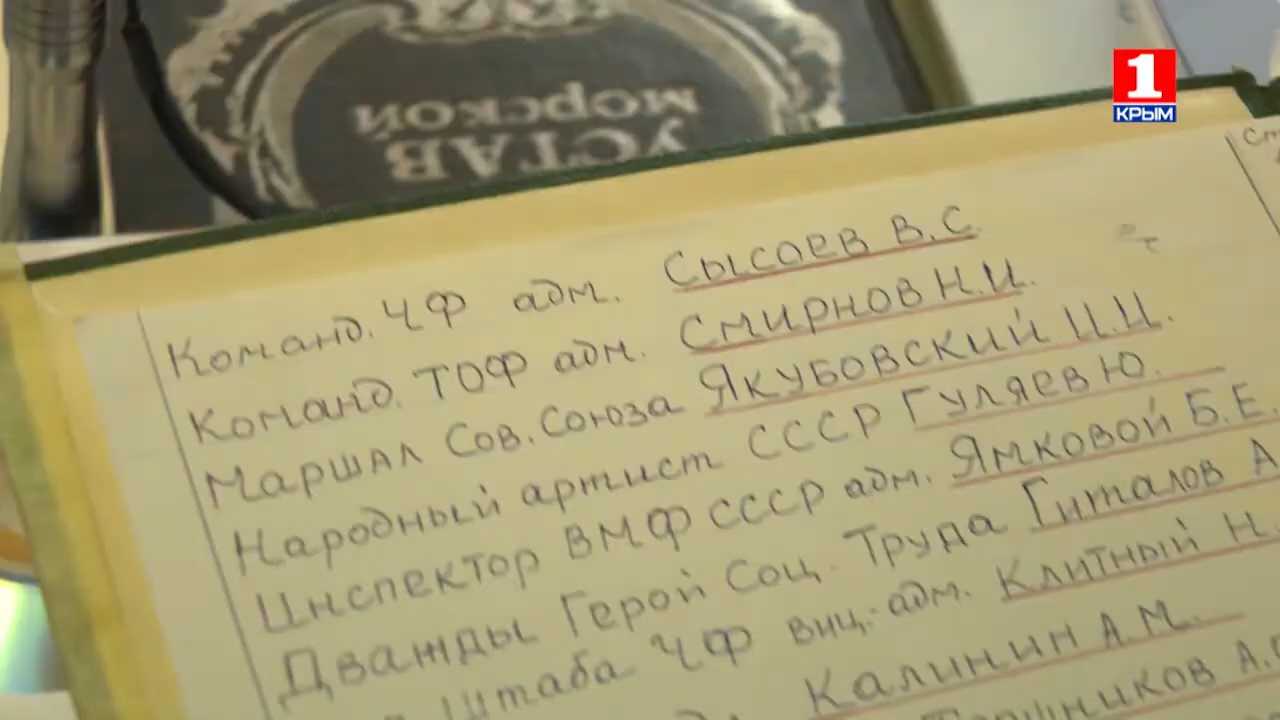 1
КРЫМ
УСТАВ
МОРСКОЙ
Ст
Команд. ЧФ адм. Сысоев В.С
Команд. ТОФ адм. Смирнов Н.И.
Маршал Сов. Союза Якубовский И.И.
Народный артист СССР Гуляев Ю.
Инспектор ВМФ СССР адм. Ямковой Б.Е.
Дважды Герой Соц. Труда Гиталов А
штаба ЧФ виц.-адм. Клитный Н.
Калинин А.М.